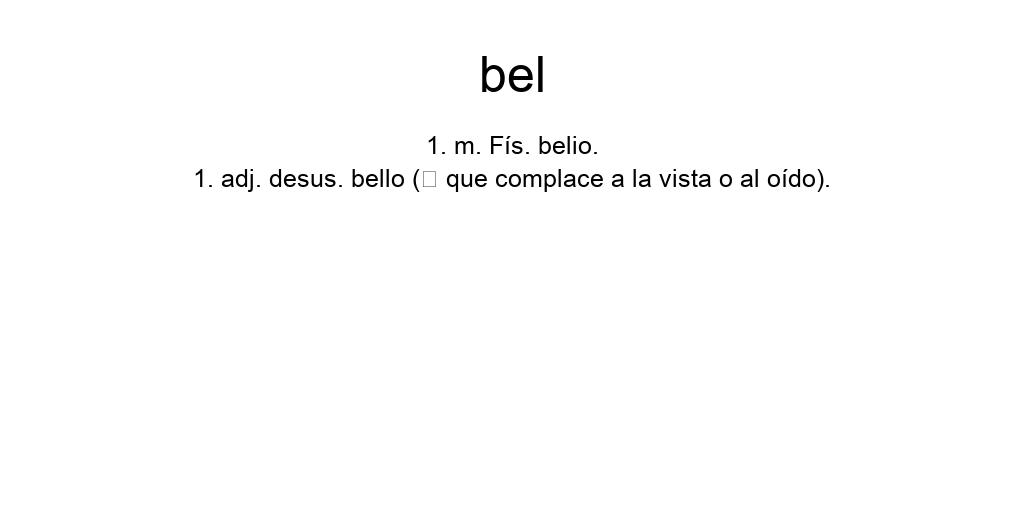 bel
1. m. Fís. belio.
1. adj. desus. bello (▯ que complace a la vista o al oído).